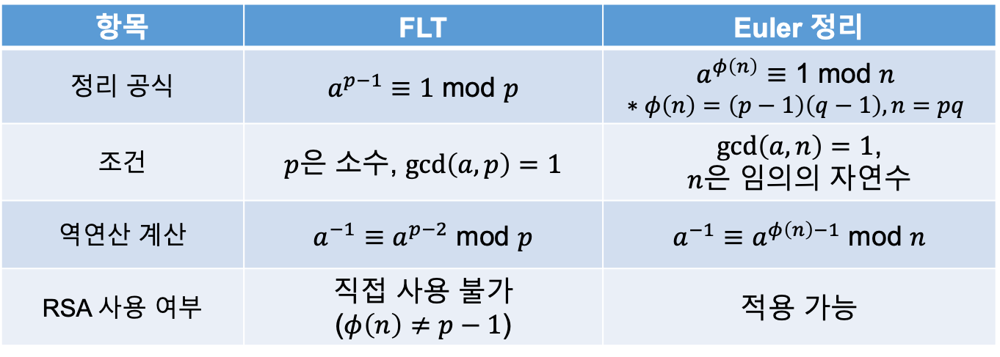 항목 FLT Euler 정리
정리 공식 $a^{p-1} \equiv 1 \bmod p$ $a^{\phi(n)} \equiv 1 \bmod n$
$* \phi(n) = (p-1)(q-1), n = pq$
조건 $p$은 소수, $\gcd(a, p) = 1$ $\gcd(a, n) = 1,$
$n$은 임의의 자연수
역연산 계산 $a^{-1} \equiv a^{p-2} \bmod p$ $a^{-1} \equiv a^{\phi(n)-1} \bmod n$
RSA 사용 여부 직접 사용 불가
$(\phi(n) \neq p-1)$ 적용 가능